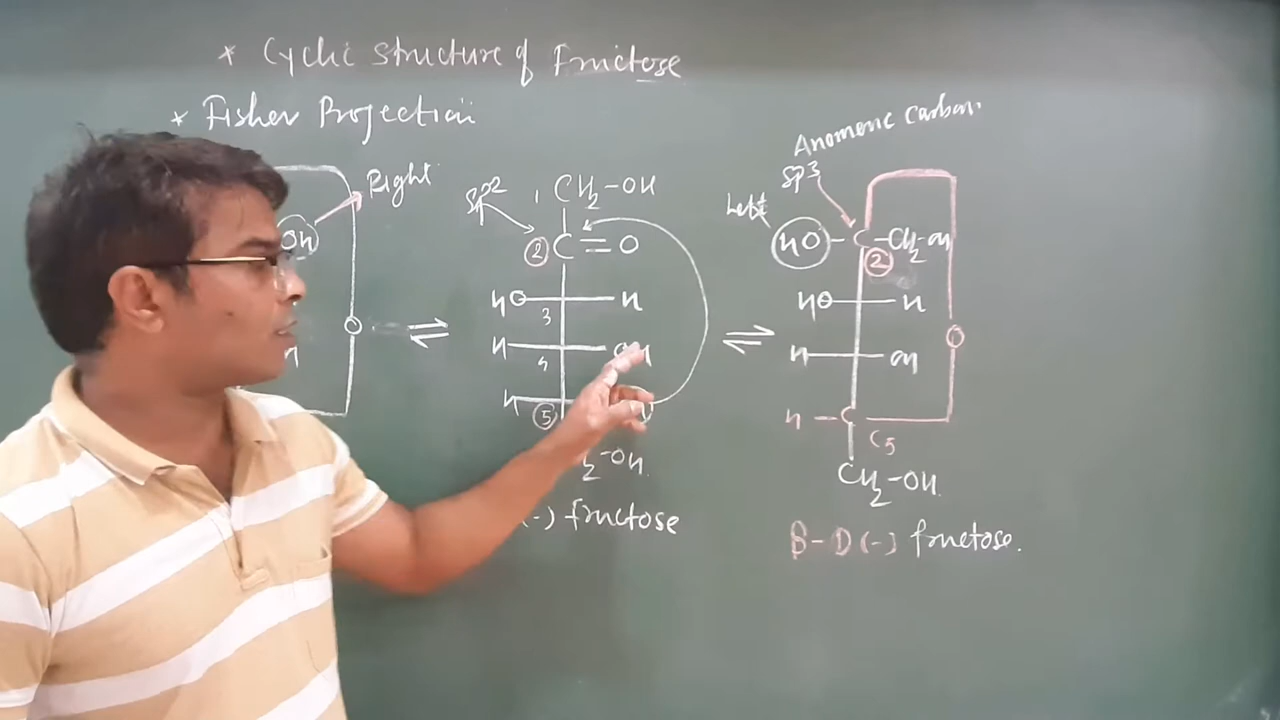 * Cyclic Structure of Fructose
* Fisher Projection
Anomeric Carbon.
Right
SP2
1 CH2-OH
SP3
Left
OH
(2) C=O
HO-C-CH2-OH
(2)
HO H
3
HO H
O
H OH
4
H OH
O
H
H (5)
H-C
C5
CH2-OH.
2-OH.
(-) fructose
B-D(-) fructose.